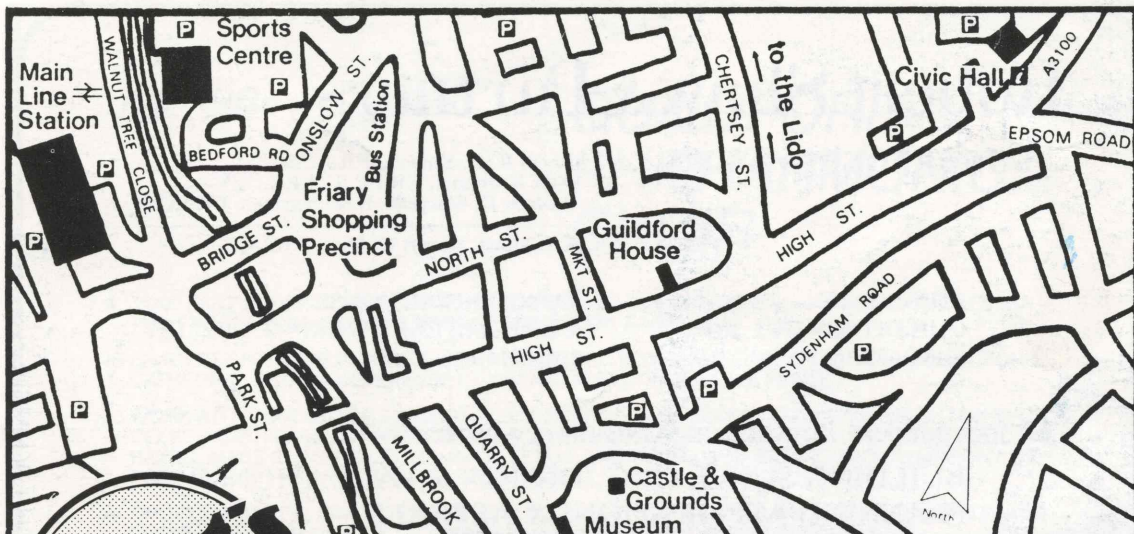 P
Sports
Centre
P
P
WALNUT TREE CLOSE
Main
Line
Station
P
P
BEDFORD RD
ONSLOW ST.
Bus Station
Friary
Shopping
Precinct
BRIDGE ST.
NORTH ST.
MKT ST.
Guildford
House
CHERTSEY ST.
to the Lido
P
Civic Hall
A3100
P
EPSOM ROAD
HIGH ST.
HIGH ST.
SYDENHAM ROAD
P
P
P
PARK ST.
P
MILLBROOK
QUARRY ST.
Castle &
Grounds
Museum
P
North